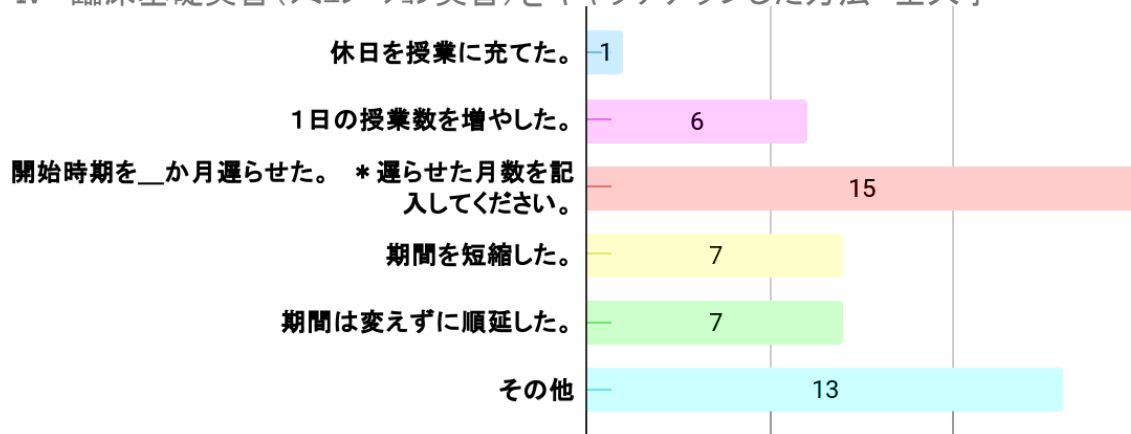 休日を授業に充てた。
1
1日の授業数を増やした。
6
開始時期を__か月遅らせた。 *遅らせた月数を記
入してください。
15
期間を短縮した。
7
期間は変えずに順延した。
7
その他
13